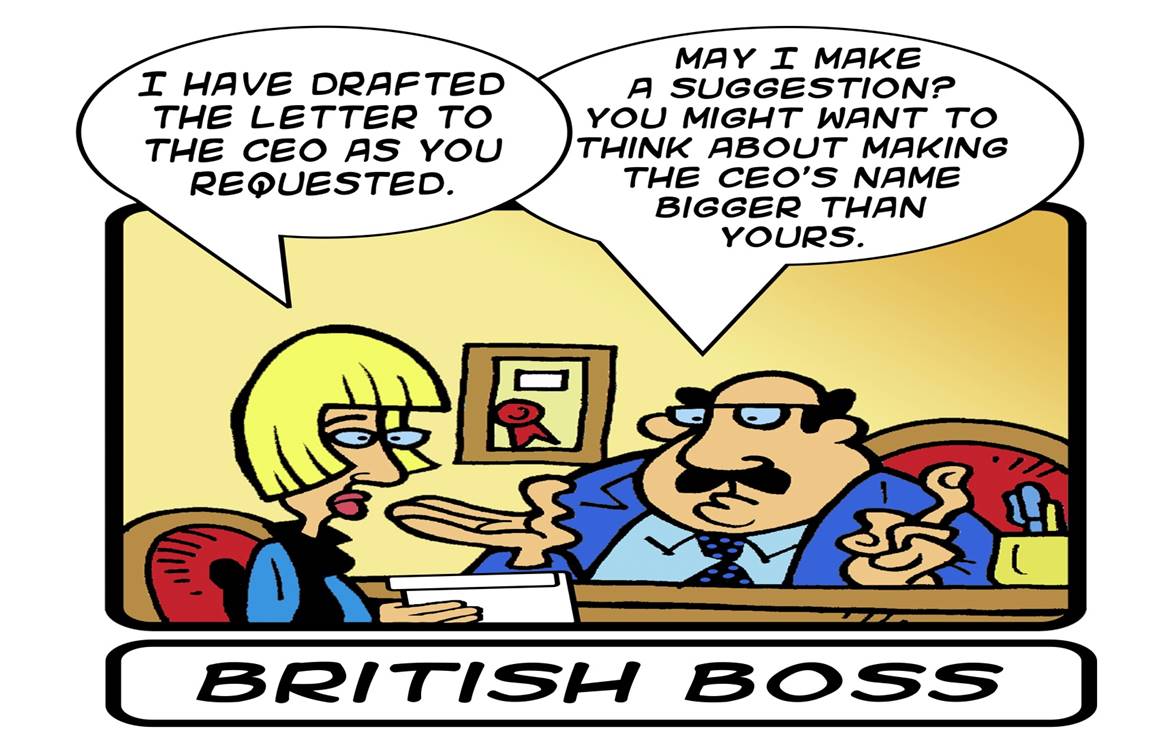 I HAVE DRAFTED
THE LETTER TO
THE CEO AS YOU
REQUESTED.
MAY I MAKE
A SUGGESTION?
YOU MIGHT WANT TO
THINK ABOUT MAKING
THE CEO'S NAME
BIGGER THAN
YOURS.
BRITISH BOSS